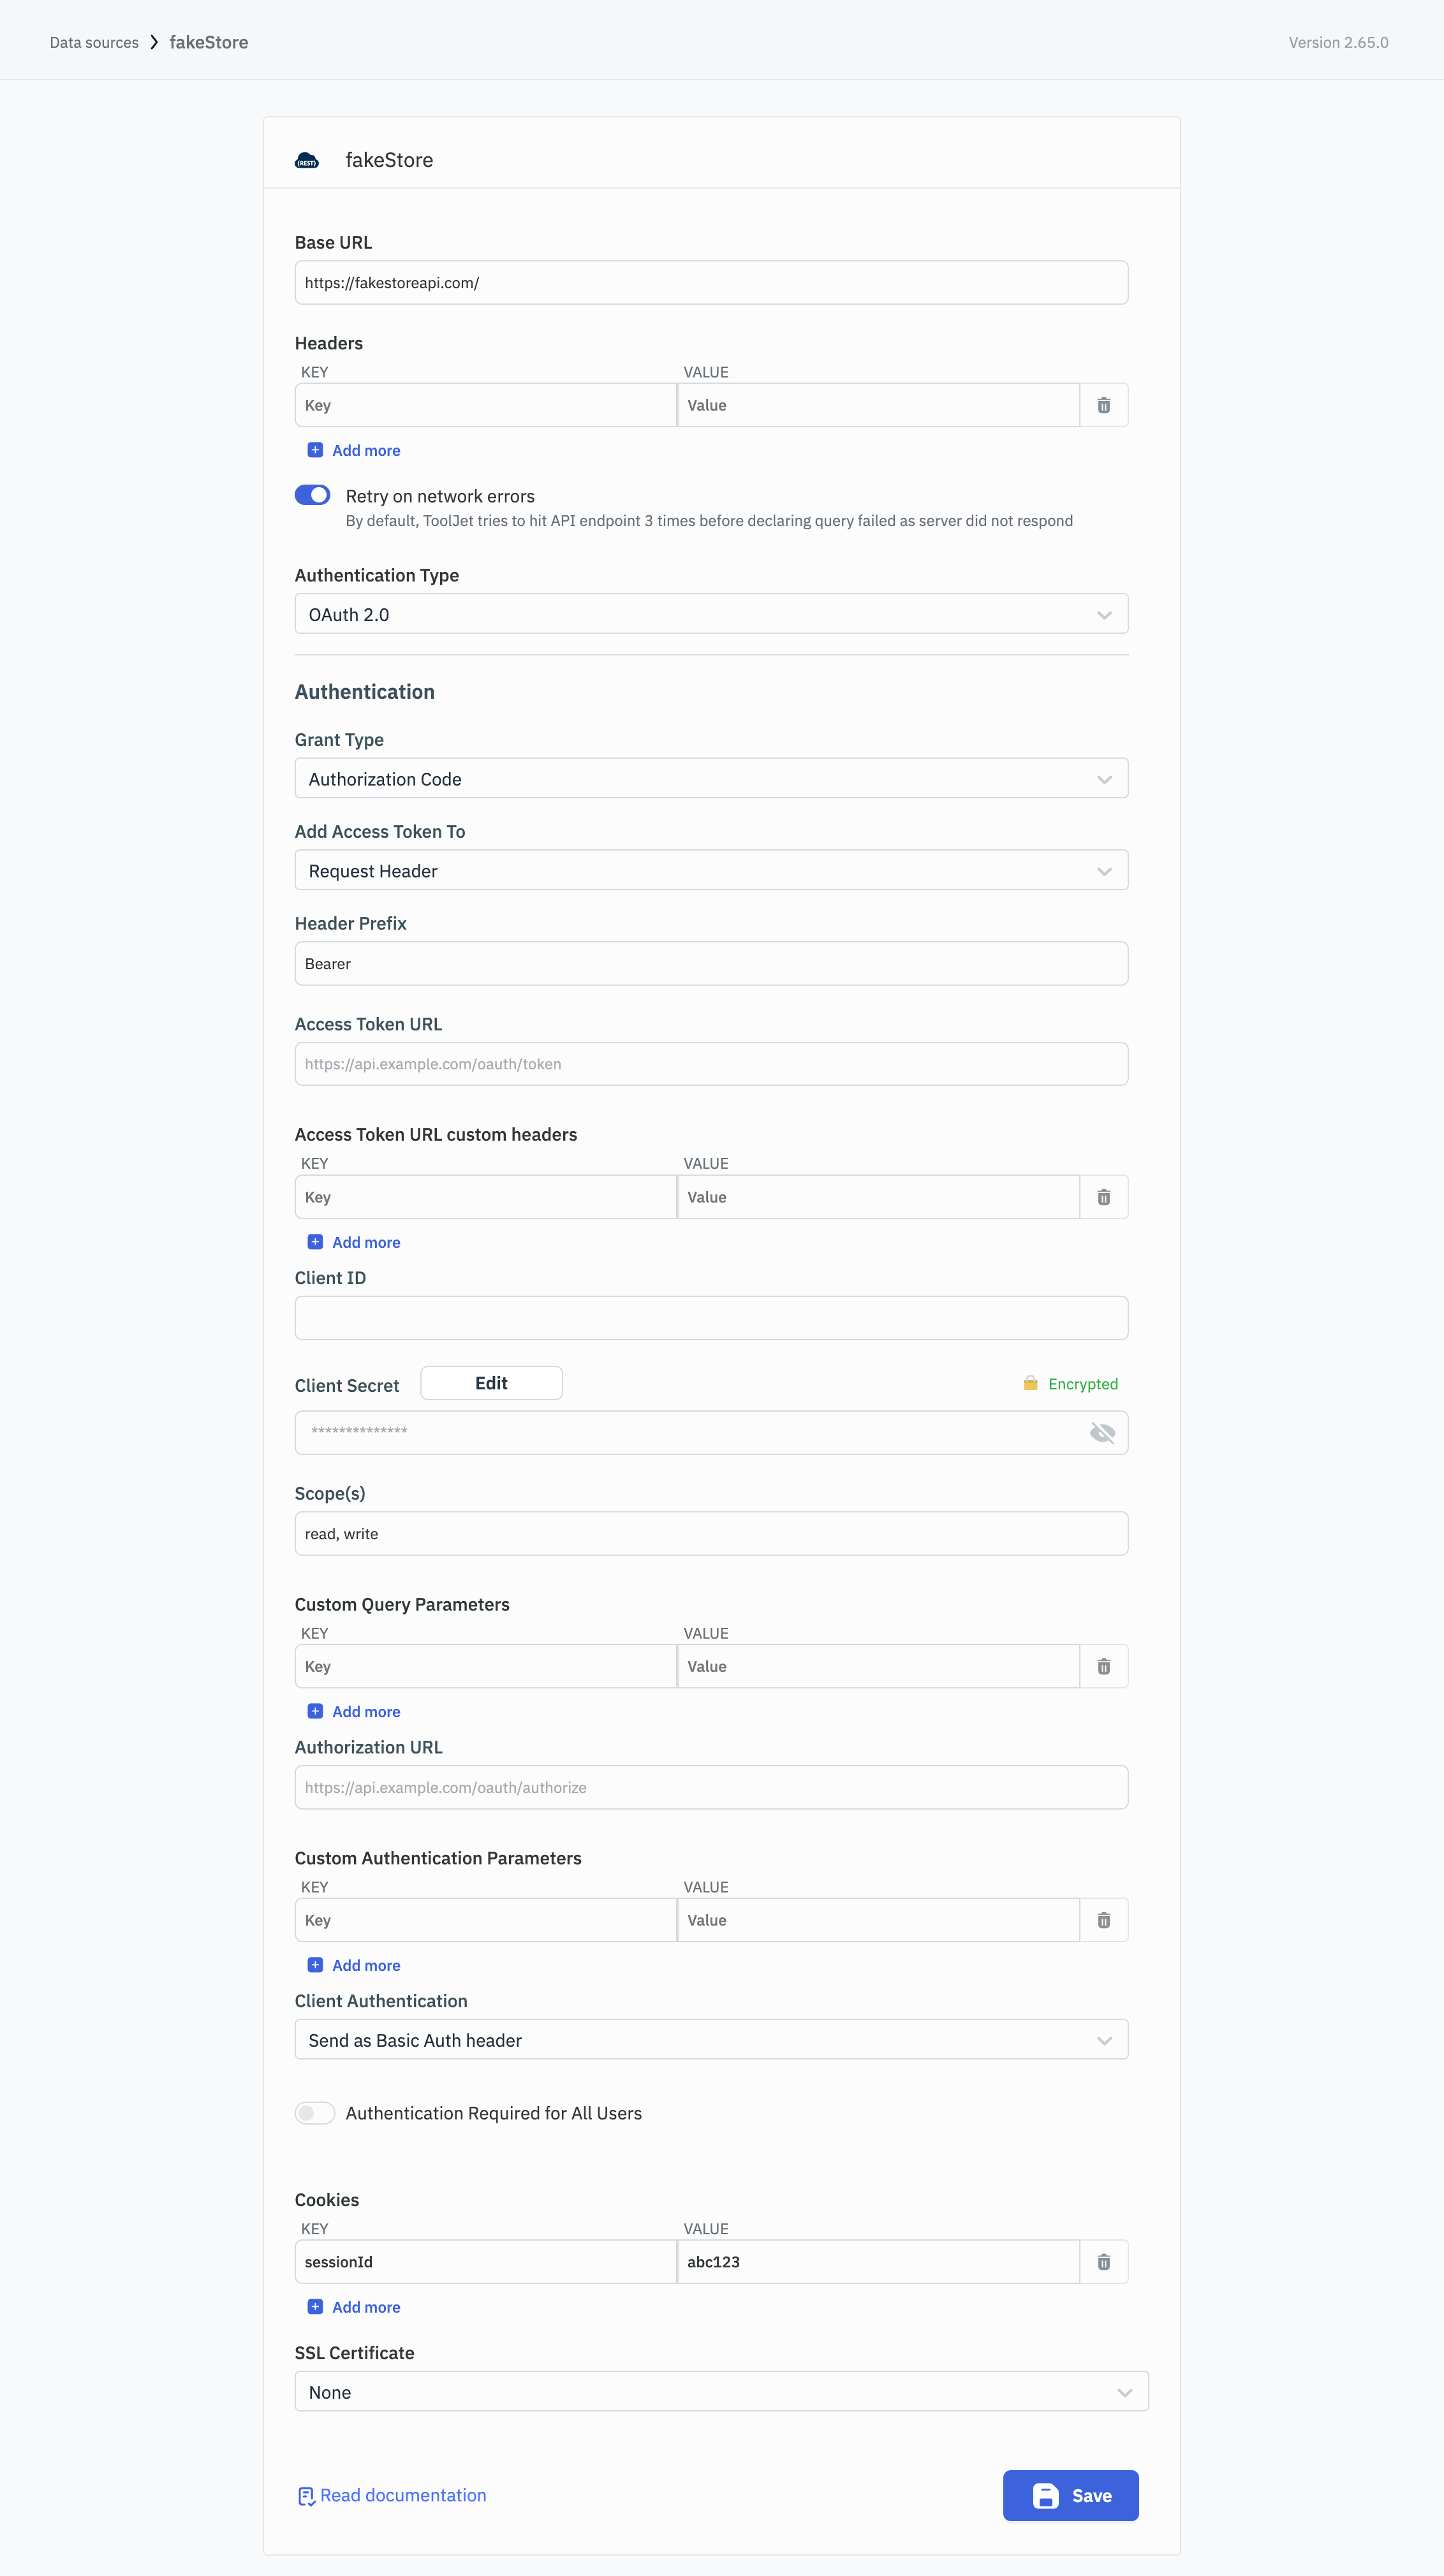 Data sources fakeStore Version 2.65.0
{REST} fakeStore
Base URL
https://fakestoreapi.com/
Headers
KEY VALUE
Key Value
Add more
Retry on network errors
By default, ToolJet tries to hit API endpoint 3 times before declaring query failed as server did not respond
Authentication Type
OAuth 2.0
Authentication
Grant Type
Authorization Code
Add Access Token To
Request Header
Header Prefix
Bearer
Access Token URL
https://api.example.com/oauth/token
Access Token URL custom headers
KEY VALUE
Key Value
Add more
Client ID
Client Secret Edit Encrypted
**************
Scope(s)
read, write
Custom Query Parameters
KEY VALUE
Key Value
Add more
Authorization URL
https://api.example.com/oauth/authorize
Custom Authentication Parameters
KEY VALUE
Key Value
Add more
Client Authentication
Send as Basic Auth header
Authentication Required for All Users
Cookies
KEY VALUE
sessionId abc123
Add more
SSL Certificate
None
Read documentation Save